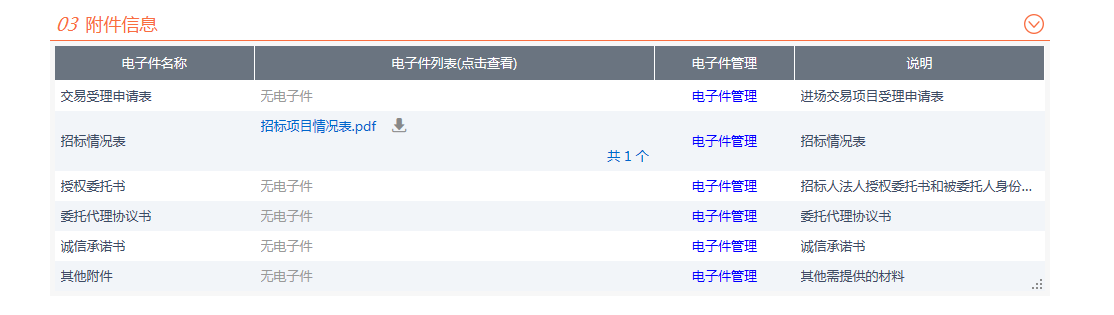 03 附件信息
电子件名称 电子件列表(点击查看) 电子件管理 说明
交易受理申请表 无电子件 电子件管理 进场交易项目受理申请表
招标项目情况表.pdf
招标情况表 电子件管理 招标情况表
共 1 个
授权委托书 无电子件 电子件管理 招标人法人授权委托书和被委托人身份...
委托代理协议书 无电子件 电子件管理 委托代理协议书
诚信承诺书 无电子件 电子件管理 诚信承诺书
其他附件 无电子件 电子件管理 其他需提供的材料